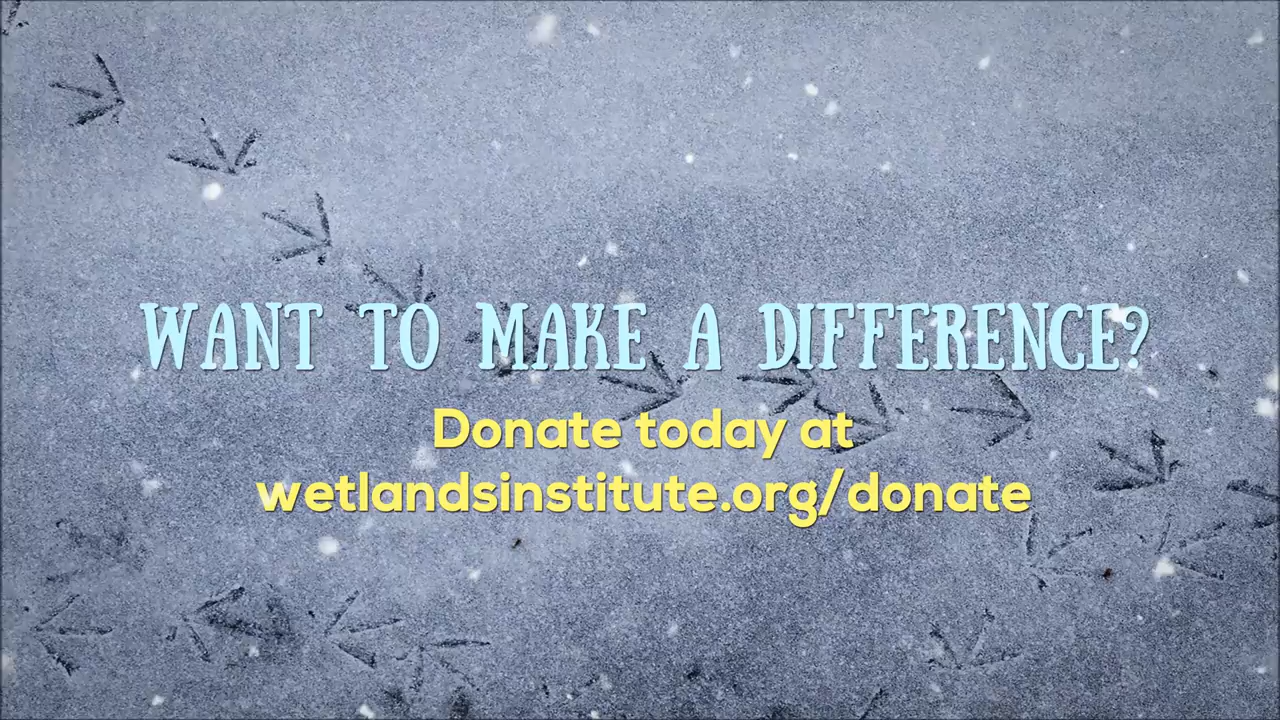 WANT TO MAKE A DIFFERENCE?
Donate today at
wetlandsinstitute.org/donate